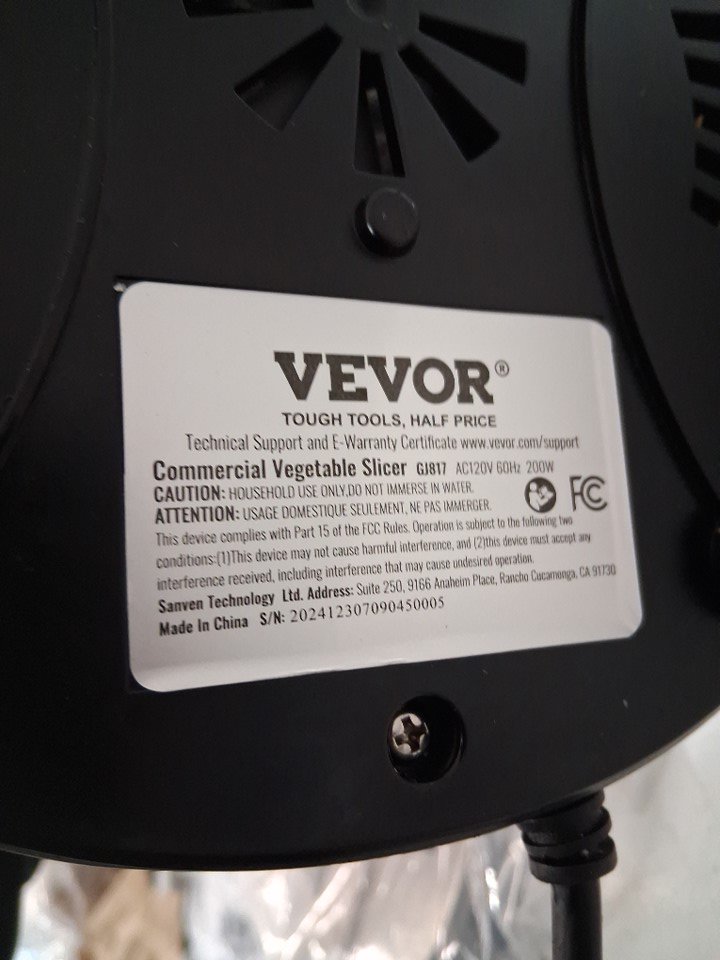 VEVOR®
TOUGH TOOLS, HALF PRICE
Technical Support and E-Warranty Certificate www.vevor.com/support
Commercial Vegetable Slicer GJ817 AC120V 60Hz 200W
CAUTION: HOUSEHOLD USE ONLY,DO NOT IMMERSE IN WATER.
ATTENTION: USAGE DOMESTIQUE SEULEMENT, NE PAS IMMERGER.
FC
This device complies with Part 15 of the FCC Rules. Operation is subject to the following two
conditions:(1)This device may not cause harmful interference, and (2)this device must accept any
interference received, including interference that may cause undesired operation.
Sanven Technology Ltd. Address: Suite 250, 9166 Anaheim Place, Rancho Cucamonga, CA 91730
Made In China S/N: 202412307090450005